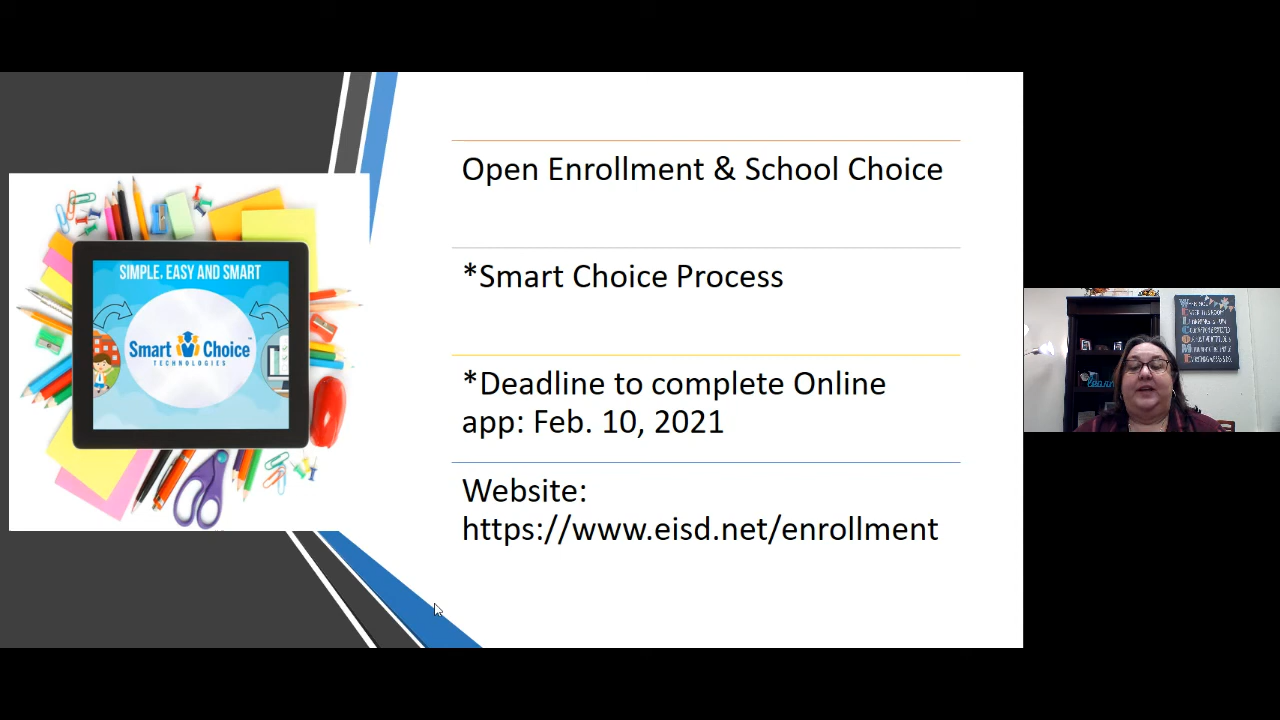 Open Enrollment & School Choice
*Smart Choice Process
*Deadline to complete Online
app: Feb. 10, 2021
Website:
https://www.eisd.net/enrollment
SIMPLE, EASY AND SMART
Smart Choice
TECHNOLOGIES